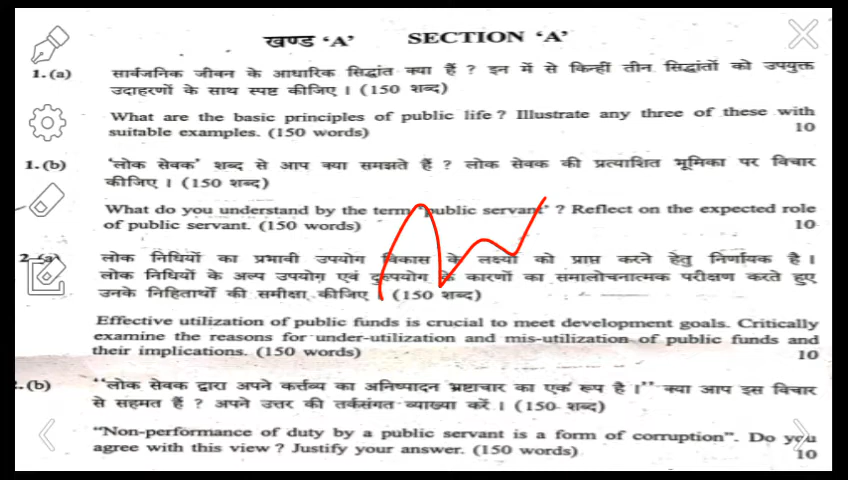 खण्ड ‘A’ SECTION ‘A’
1. (a) सार्वजनिक जीवन के आधारिक सिद्धांत क्या हैं ? इन में से किन्हीं तीन सिद्धांतों को उपयुक्त
उदाहरणों के साथ स्पष्ट कीजिए । (150 शब्द)
What are the basic principles of public life ? Illustrate any three of these with
suitable examples. (150 words) 10
1. (b) ‘लोक सेवक’ शब्द से आप क्या समझते हैं ? लोक सेवक की प्रत्याशित भूमिका पर विचार
कीजिए । (150 शब्द)
What do you understand by the term ‘public servant’ ? Reflect on the expected role
of public servant. (150 words) 10
2. (a) लोक निधियों का प्रभावी उपयोग विकास के लक्ष्यों को प्राप्त करने हेतु निर्णायक है ।
लोक निधियों के अल्प उपयोग एवं दुरुपयोग के कारणों का समालोचनात्मक परीक्षण करते हुए
उनके निहितार्थों की समीक्षा कीजिए । (150 शब्द)
Effective utilization of public funds is crucial to meet development goals. Critically
examine the reasons for under-utilization and mis-utilization of public funds and
their implications. (150 words) 10
2. (b) “लोक सेवक द्वारा अपने कर्त्तव्य का अनिष्पादन भ्रष्टाचार का एक रूप है ।” क्या आप इस विचार
से सहमत हैं ? अपने उत्तर की तर्कसंगत व्याख्या करें । (150 शब्द)
“Non-performance of duty by a public servant is a form of corruption”. Do you
agree with this view ? Justify your answer. (150 words) 10